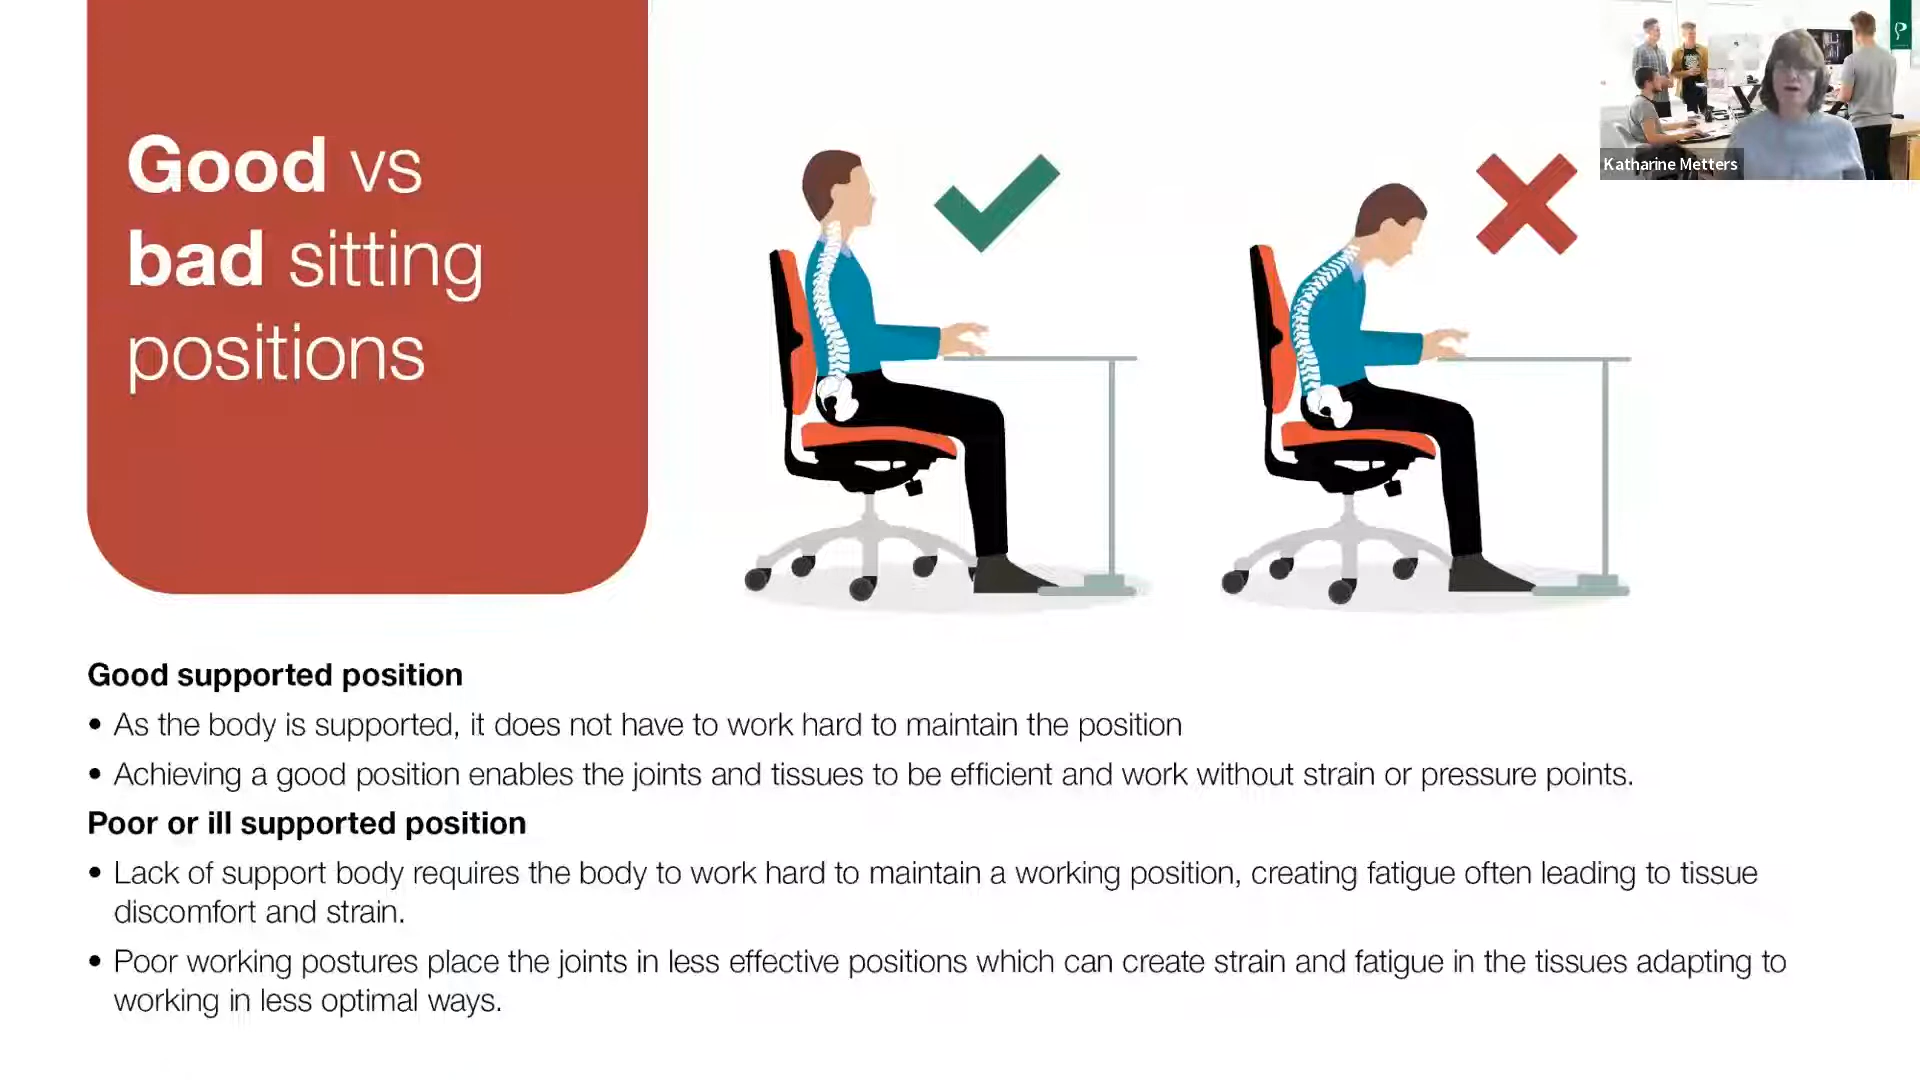 Good vs
bad sitting
positions
Katharine Metters
Good supported position
• As the body is supported, it does not have to work hard to maintain the position
• Achieving a good position enables the joints and tissues to be efficient and work without strain or pressure points.
Poor or ill supported position
• Lack of support body requires the body to work hard to maintain a working position, creating fatigue often leading to tissue
discomfort and strain.
• Poor working postures place the joints in less effective positions which can create strain and fatigue in the tissues adapting to
working in less optimal ways.